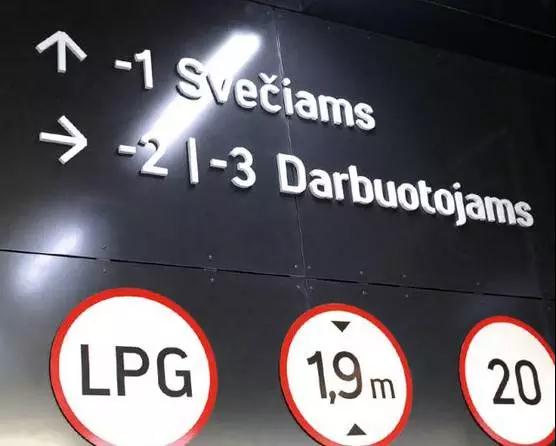 ↑ -1 Svečiams
→ -2 | -3 Darbuotojams
LPG
1,9 m
20